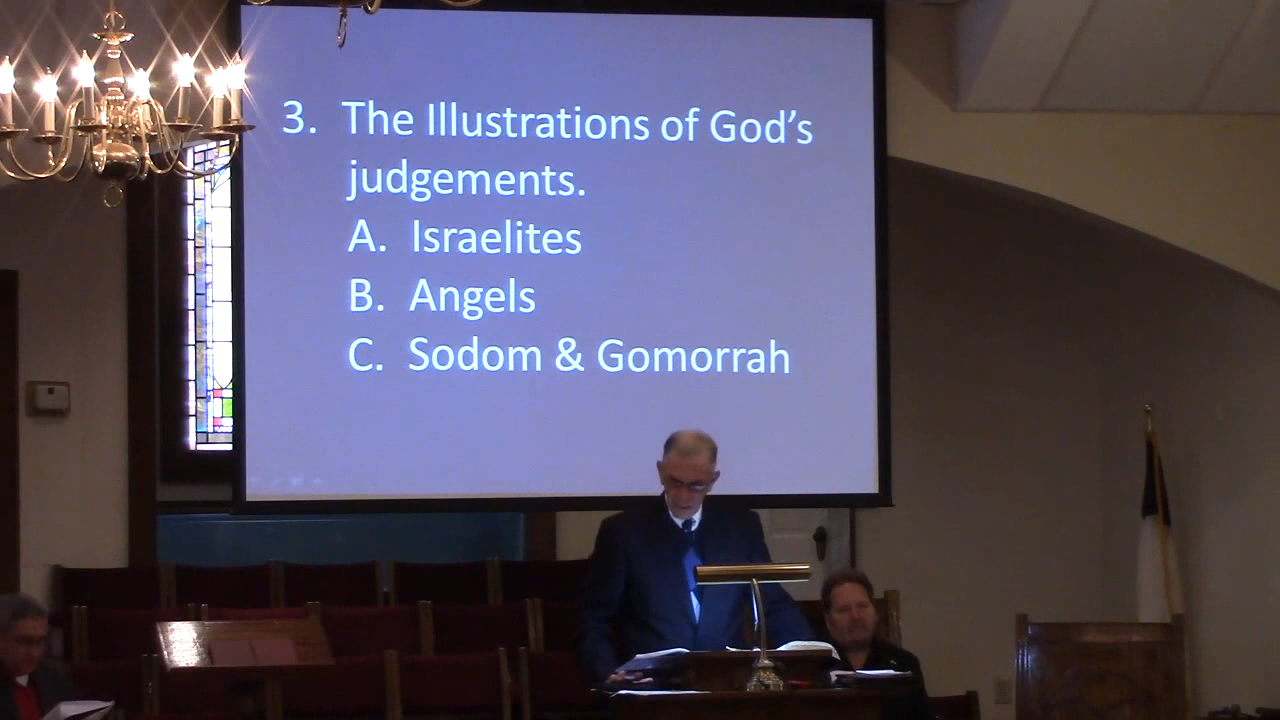 3. The Illustrations of God’s
judgements.
A. Israelites
B. Angels
C. Sodom & Gomorrah